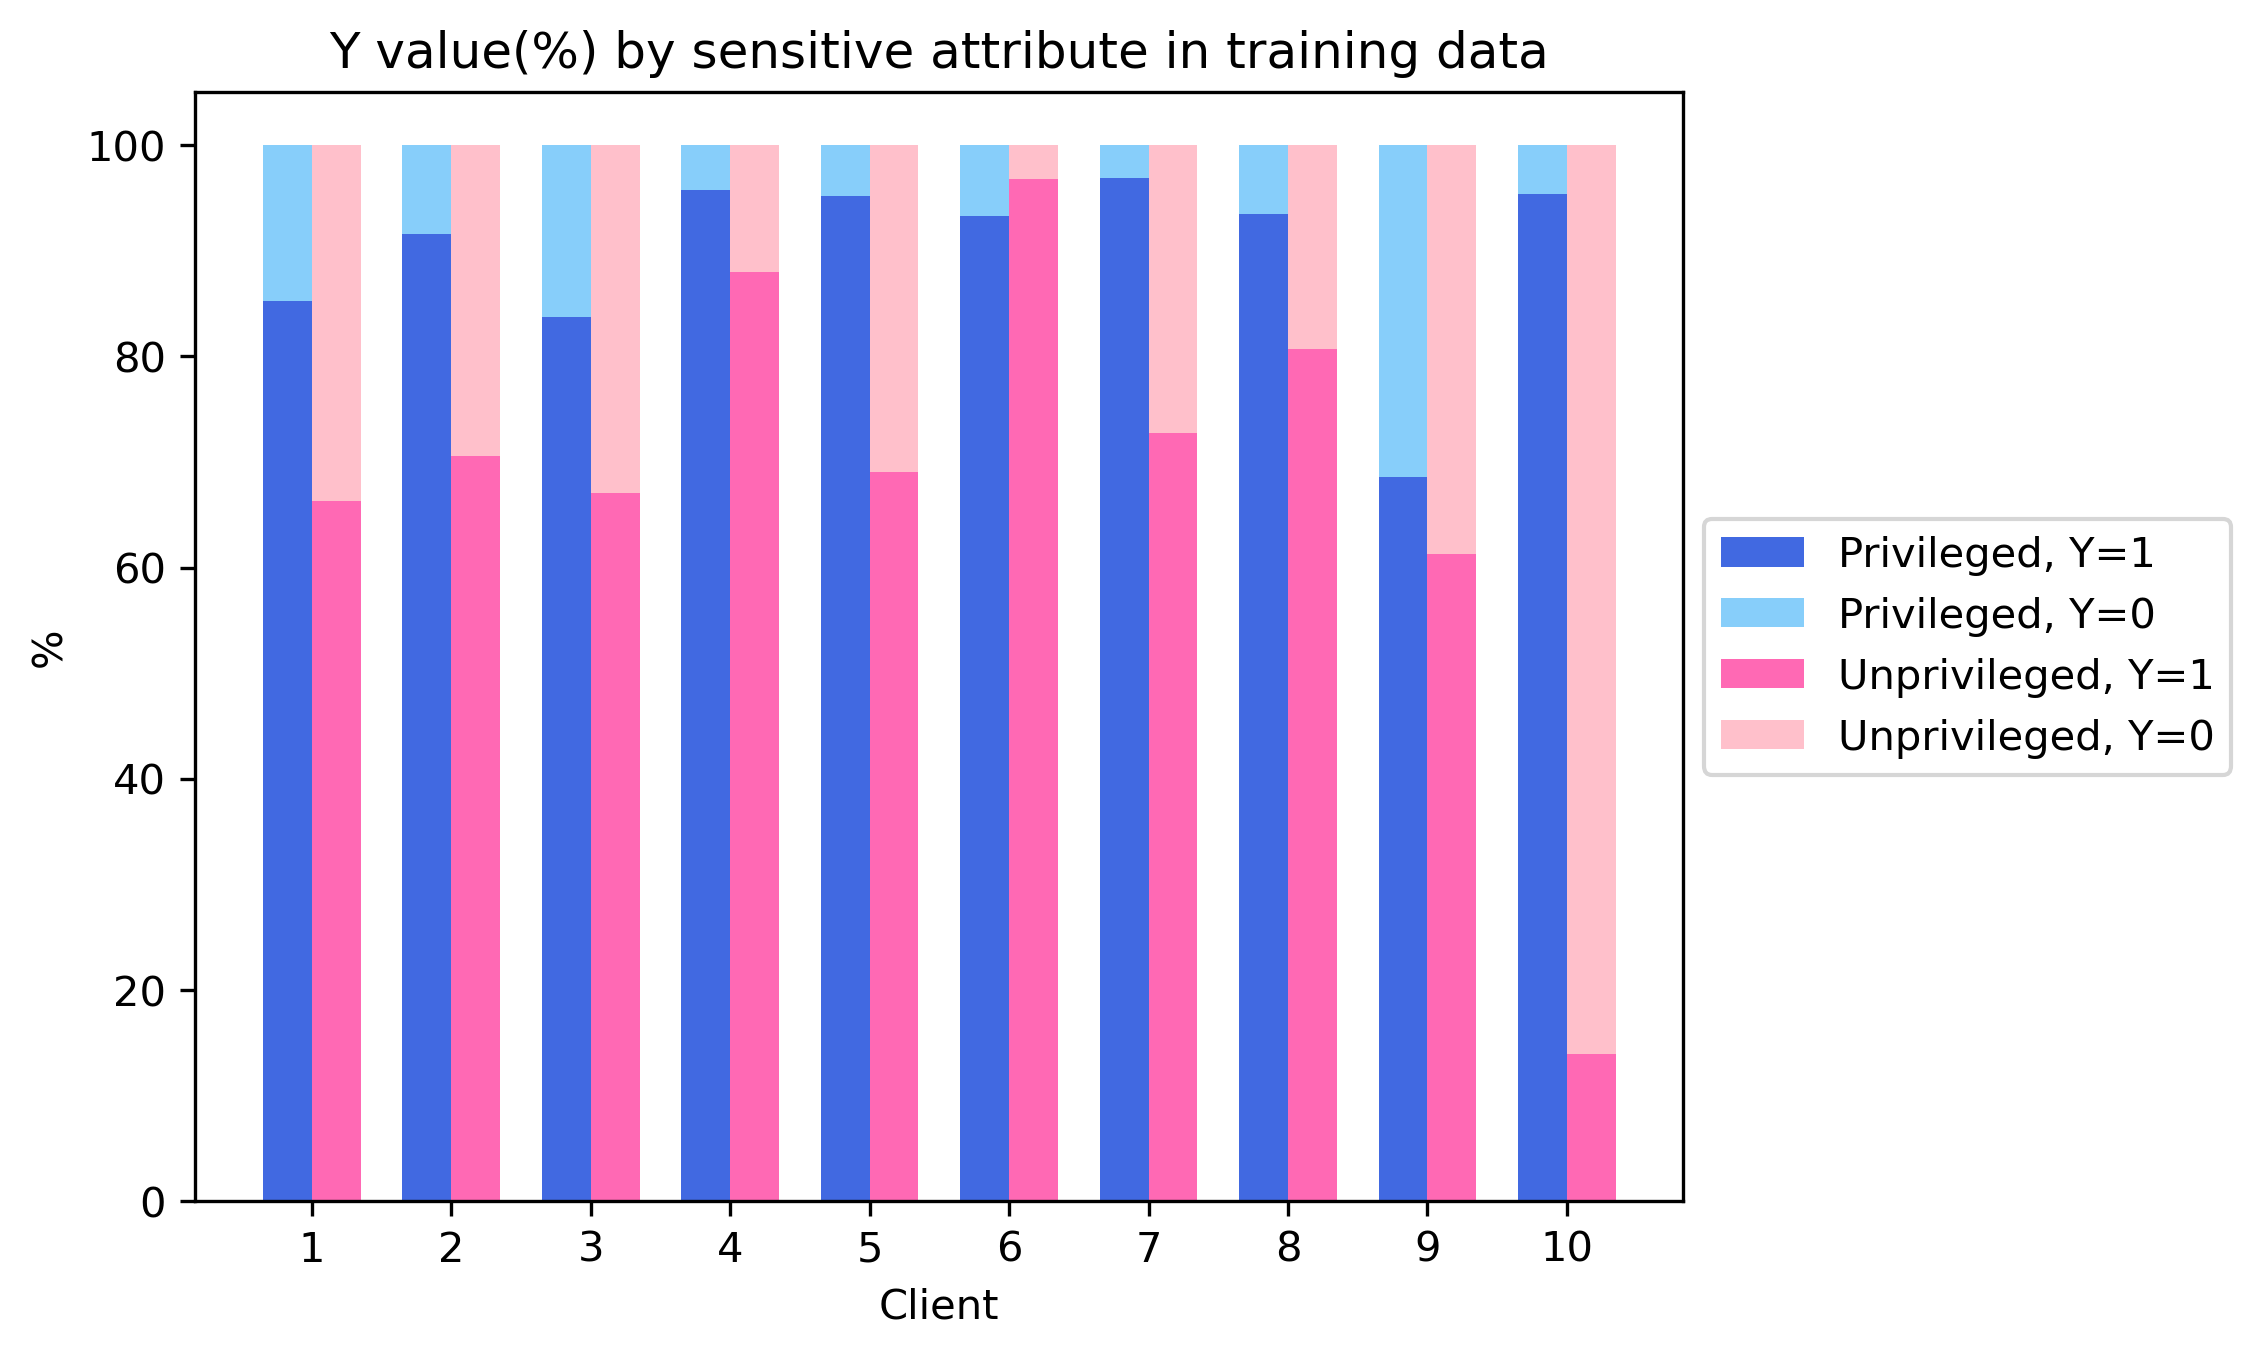 Y value(%) by sensitive attribute in training data
100
80
60
40
20
0
%
1 2 3 4 5 6 7 8 9 10
Client
Privileged, Y=1
Privileged, Y=0
Unprivileged, Y=1
Unprivileged, Y=0